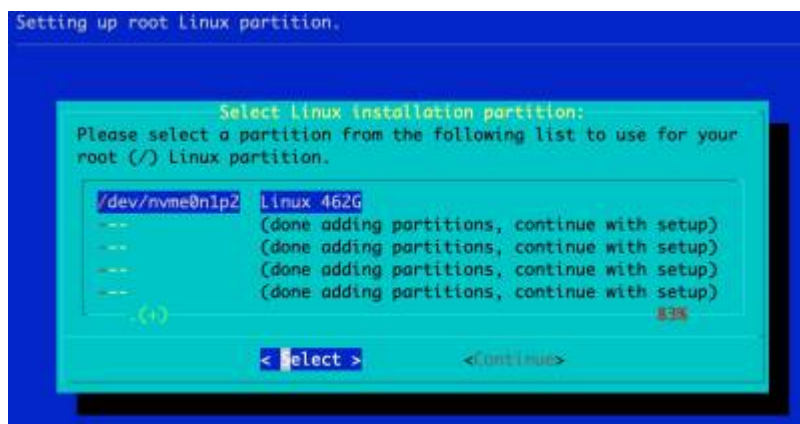 Setting up root Linux partition.
Select Linux installation partition:
Please select a partition from the following list to use for your
root (/) Linux partition.
/dev/nvme0n1p2 Linux 462G
--- (done adding partitions, continue with setup)
--- (done adding partitions, continue with setup)
--- (done adding partitions, continue with setup)
--- (done adding partitions, continue with setup)
.(+) 83%
< Select > <Continue>